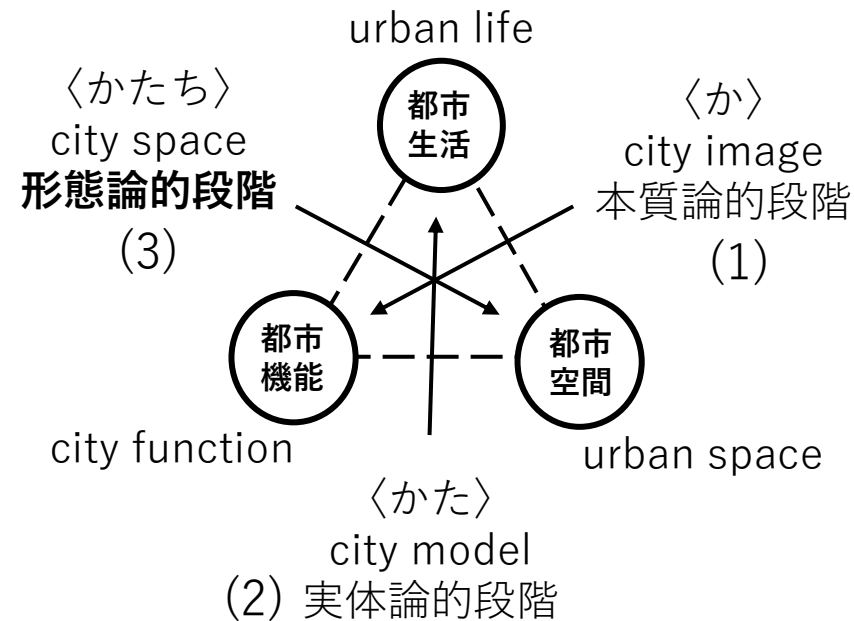 urban life
都市
生活
〈かたち〉
city space
形態論的段階
(3)
〈か〉
city image
本質論的段階
(1)
都市
機能
都市
空間
city function
urban space
〈かた〉
city model
(2) 実体論的段階